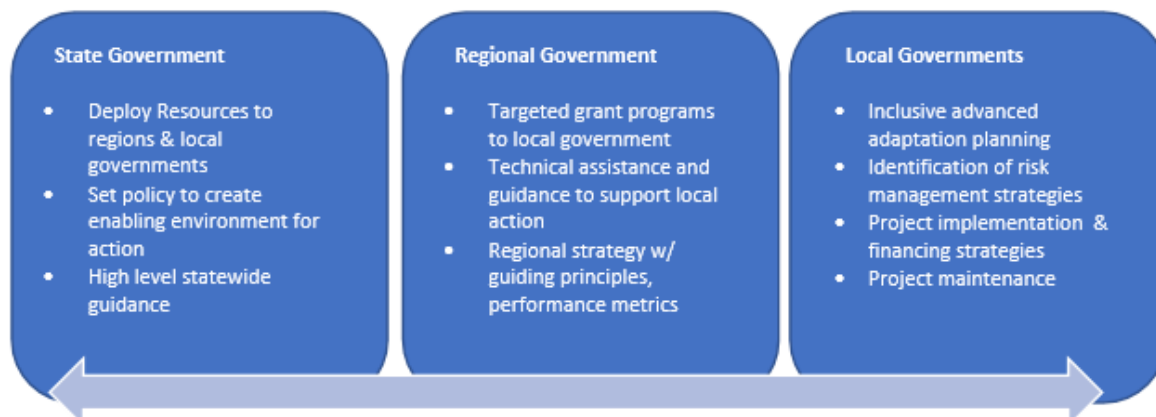 State Government
• Deploy Resources to
regions & local
governments
• Set policy to create
enabling environment for
action
• High level statewide
guidance
Regional Government
• Targeted grant programs
to local government
• Technical assistance and
guidance to support local
action
• Regional strategy w/
guiding principles,
performance metrics
Local Governments
• Inclusive advanced
adaptation planning
• Identification of risk
management strategies
• Project implementation &
financing strategies
• Project maintenance